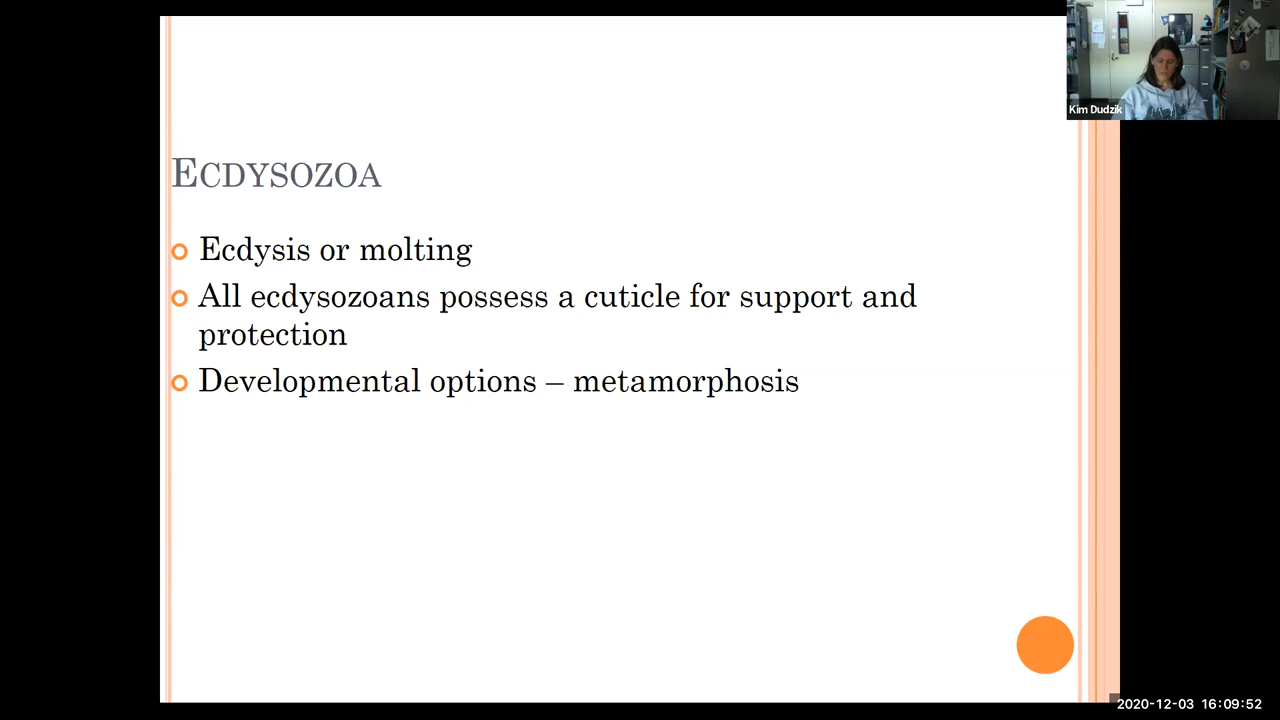 Kim Dudzik
ECDYSOZOA
Ecdysis or molting
All ecdysozoans possess a cuticle for support and
protection
Developmental options – metamorphosis
2020-12-03 16:09:52